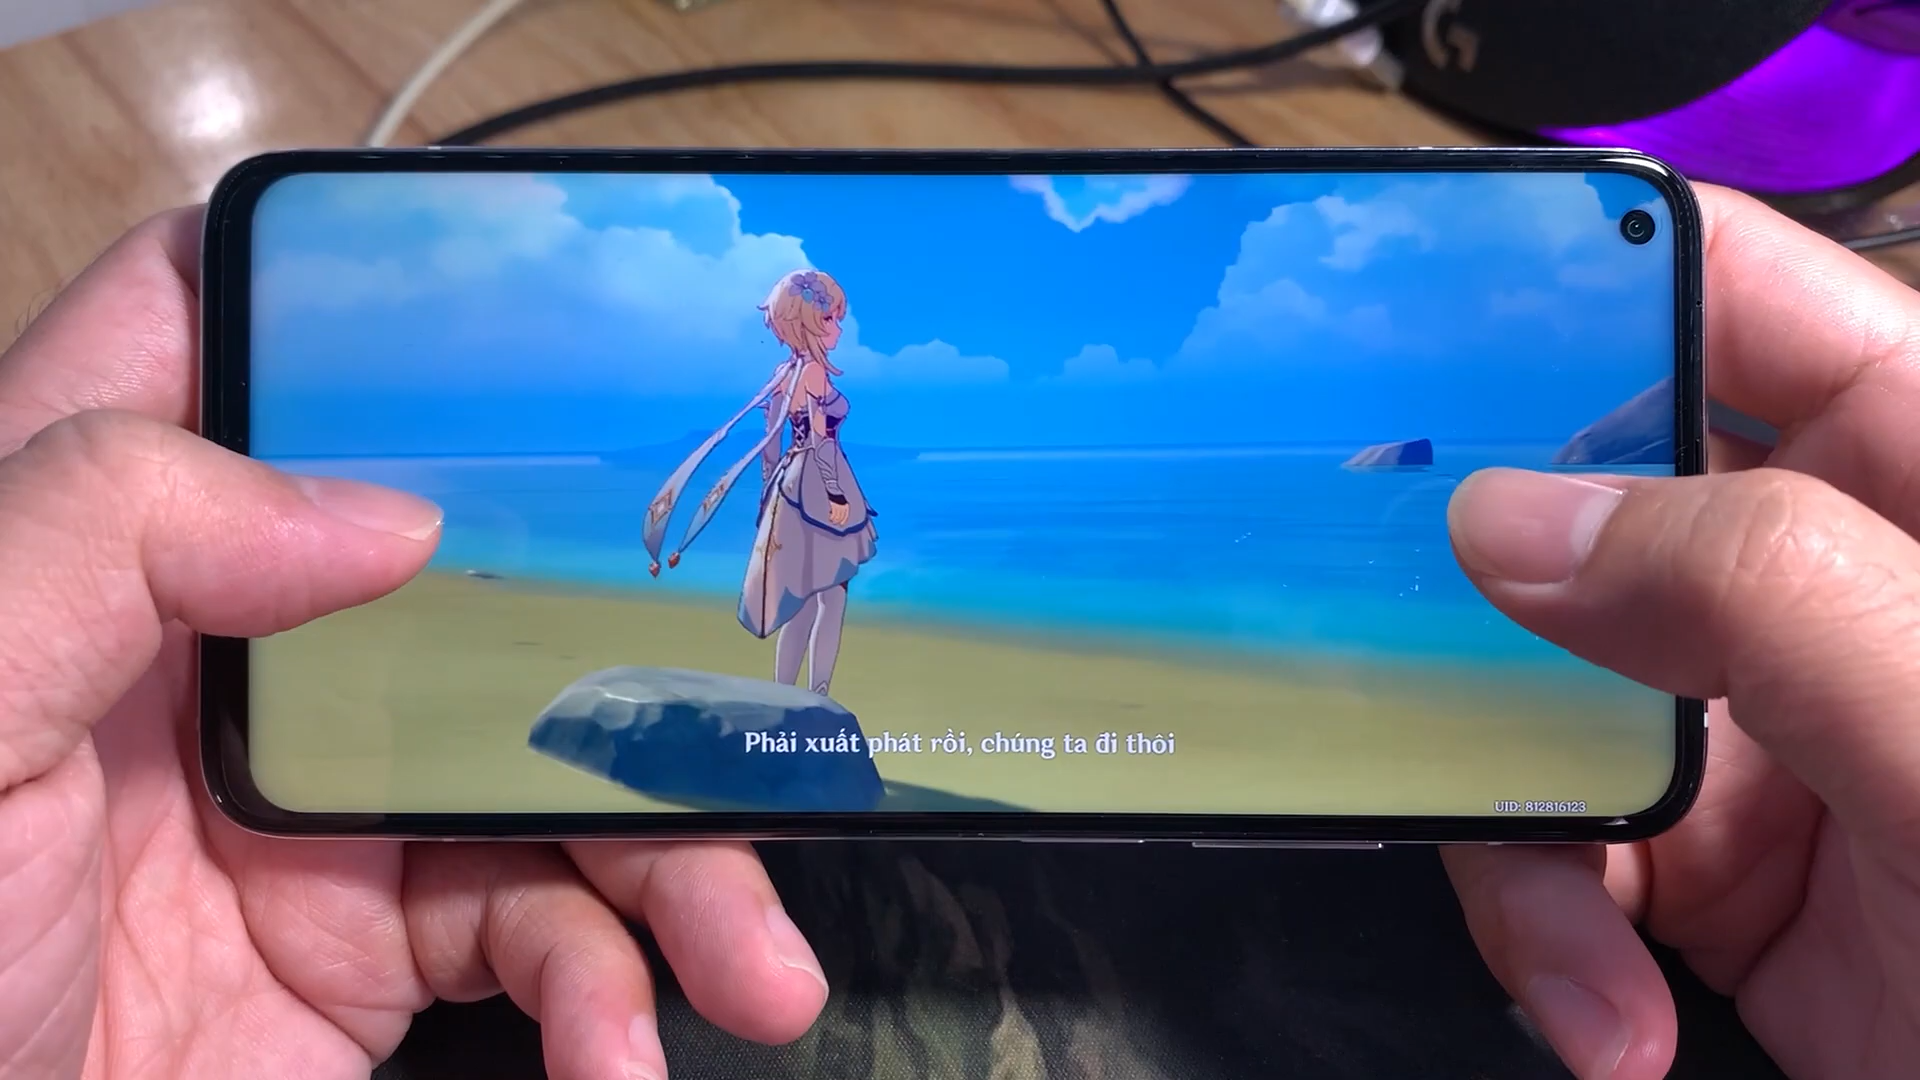 Phải xuất phát rồi, chúng ta đi thôi
UID: 812816123